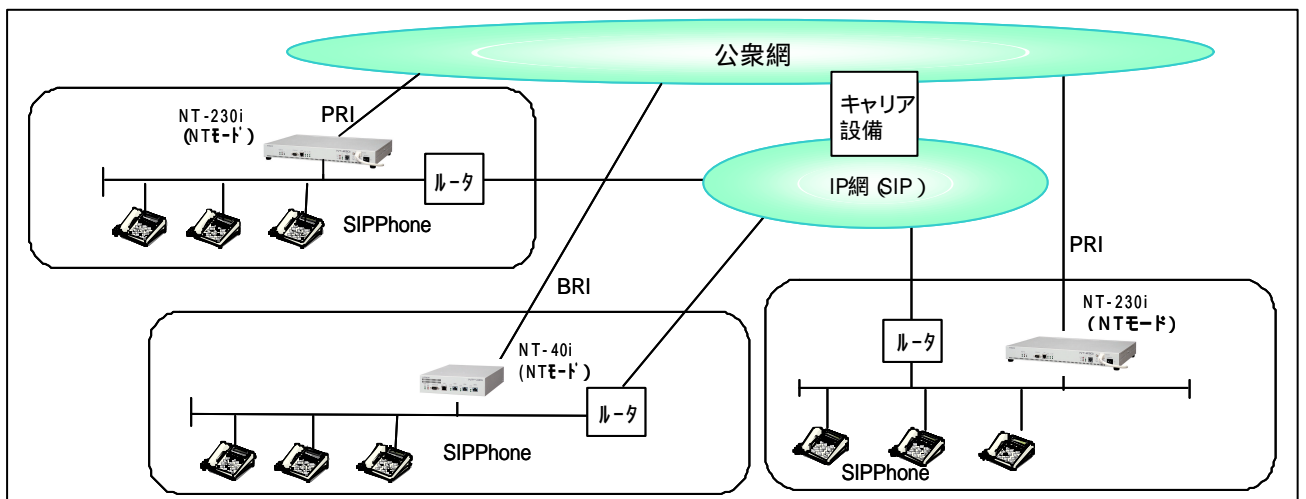 公衆網
キャリア
設備
NT-230i
(NTモード)
PRI
ルータ
SIPPhone
IP網(SIP)
PRI
BRI
NT-230i
(NTモード)
ルータ
NT-40i
(NTモード)
ルータ
SIPPhone
SIPPhone